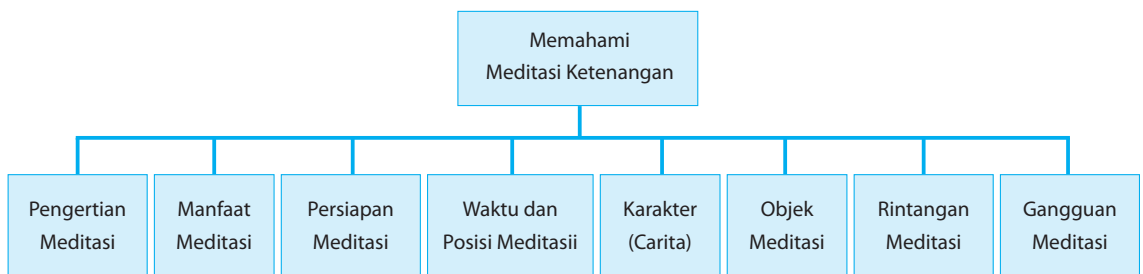 Memahami
Meditasi Ketenangan
Pengertian
Meditasi
Manfaat
Meditasi
Persiapan
Meditasi
Waktu dan
Posisi Meditasii
Karakter
(Carita)
Objek
Meditasi
Rintangan
Meditasi
Gangguan
Meditasi